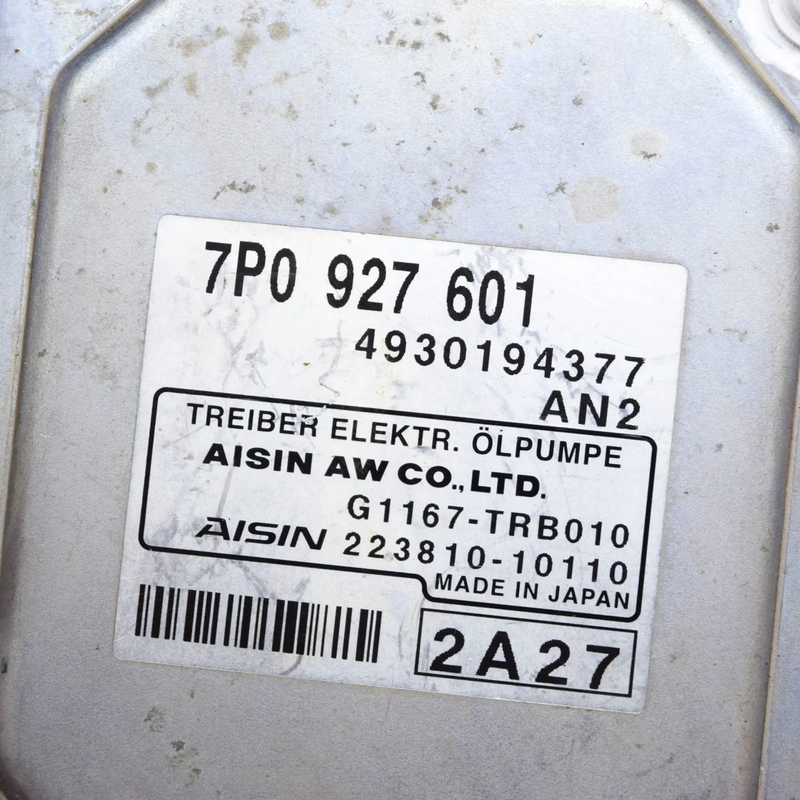 7P0 927 601
4930194377
AN2
TREIBER ELEKTR. ÖLPUMPE
AISIN AW CO.,LTD.
G1167-TRB010
AISIN 223810-10110
MADE IN JAPAN
2A27